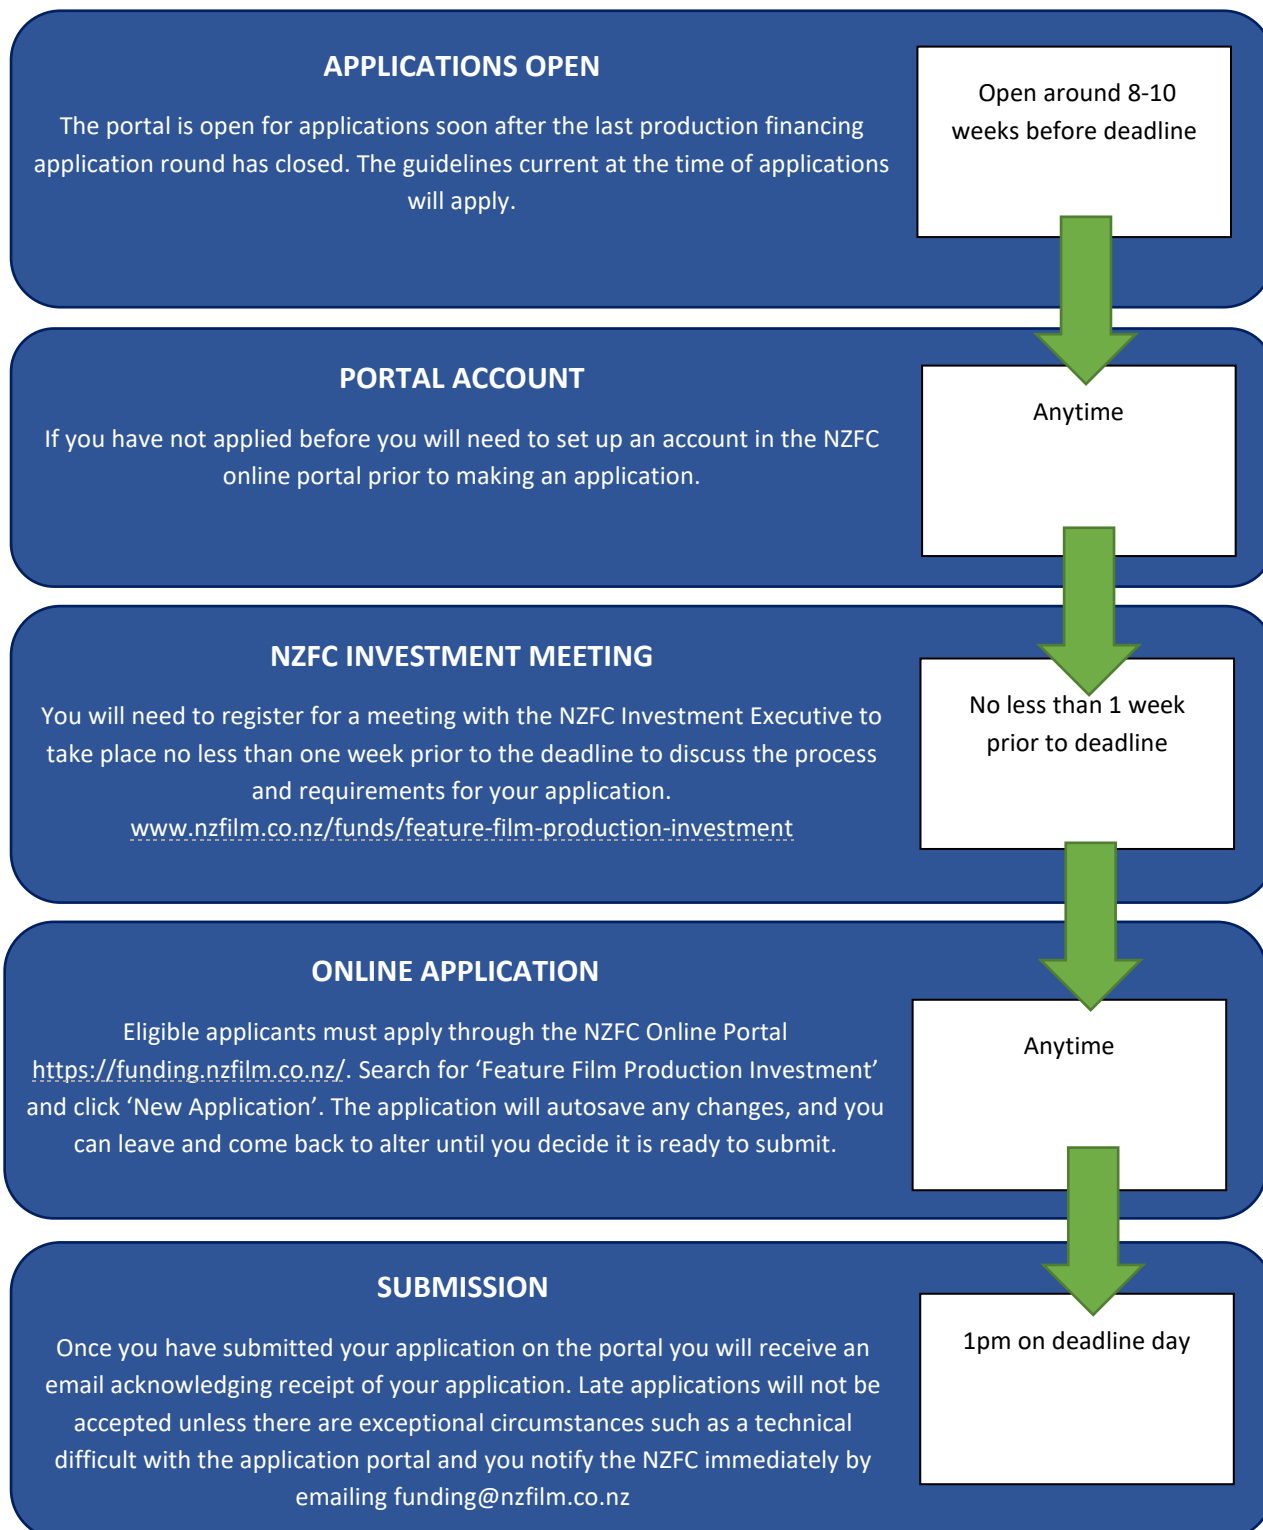 APPLICATIONS OPEN
The portal is open for applications soon after the last production financing
application round has closed. The guidelines current at the time of applications
will apply.
Open around 8-10
weeks before deadline
PORTAL ACCOUNT
If you have not applied before you will need to set up an account in the NZFC
online portal prior to making an application.
Anytime
NZFC INVESTMENT MEETING
You will need to register for a meeting with the NZFC Investment Executive to
take place no less than one week prior to the deadline to discuss the process
and requirements for your application.
www.nzfilm.co.nz/funds/feature-film-production-investment
No less than 1 week
prior to deadline
ONLINE APPLICATION
Eligible applicants must apply through the NZFC Online Portal
https://funding.nzfilm.co.nz/. Search for ‘Feature Film Production Investment’
and click ‘New Application’. The application will autosave any changes, and you
can leave and come back to alter until you decide it is ready to submit.
Anytime
SUBMISSION
Once you have submitted your application on the portal you will receive an
email acknowledging receipt of your application. Late applications will not be
accepted unless there are exceptional circumstances such as a technical
difficult with the application portal and you notify the NZFC immediately by
emailing funding@nzfilm.co.nz
1pm on deadline day